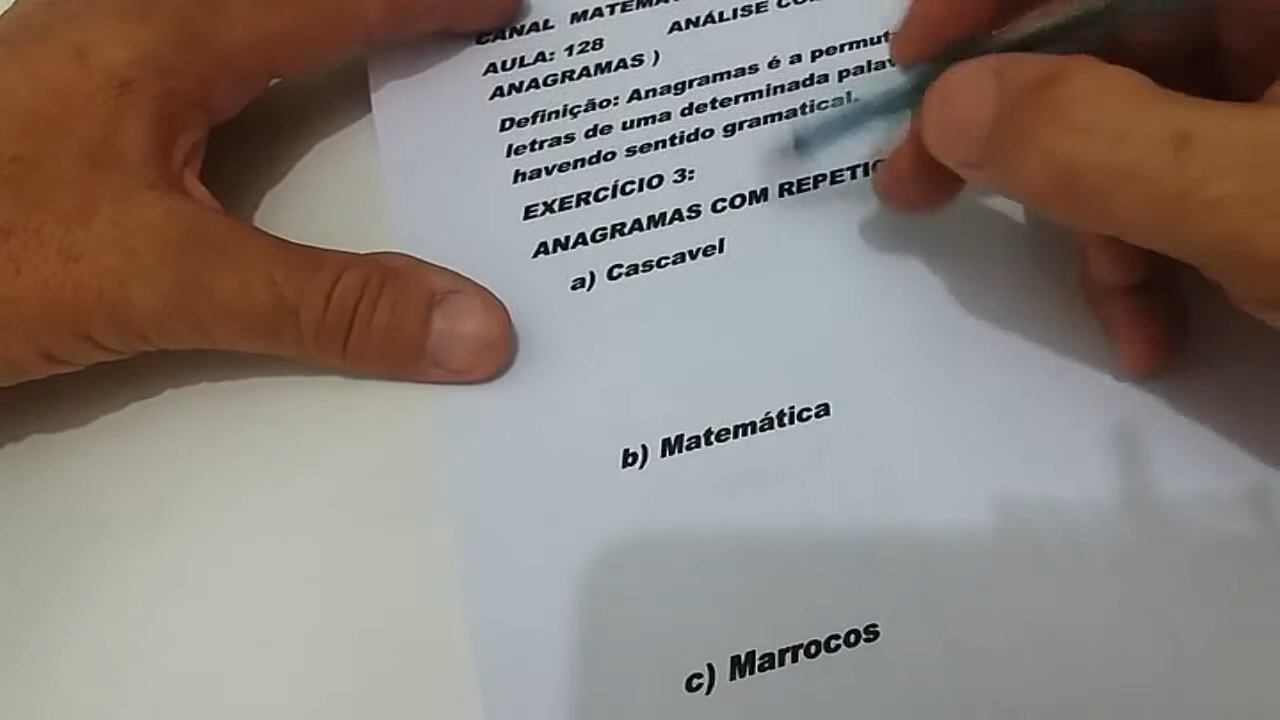 CANAL
AULA: 128 ANÁLISE
ANAGRAMAS )
Definição: Anagramas é a
letras de uma determinada
havendo sentido gramatical.
EXERCÍCIO 3:
ANAGRAMAS COM
a) Cascavel
b) Matemática
c) Marrocos